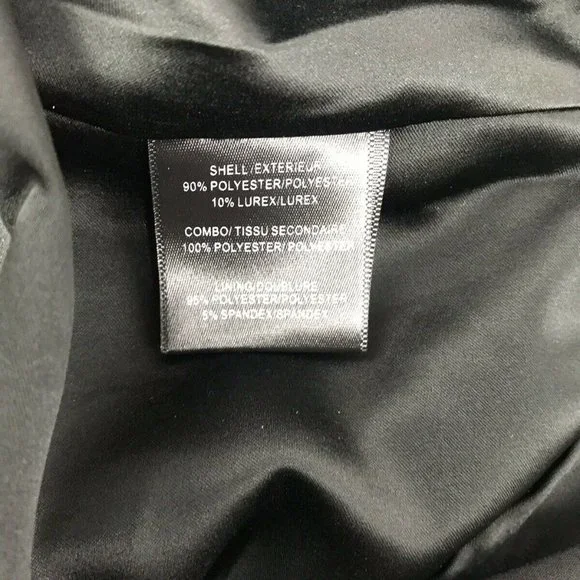 SHELL/EXTERIEUR
90% POLYESTER/POLYESTER
10% LUREX/LUREX
COMBO/ TISSU SECONDAIRE
100% POLYESTER/ POLYESTER
LINING/DOUBLURE
95% POLYESTER/POLYESTER
5% SPANDEX/SPANDEX